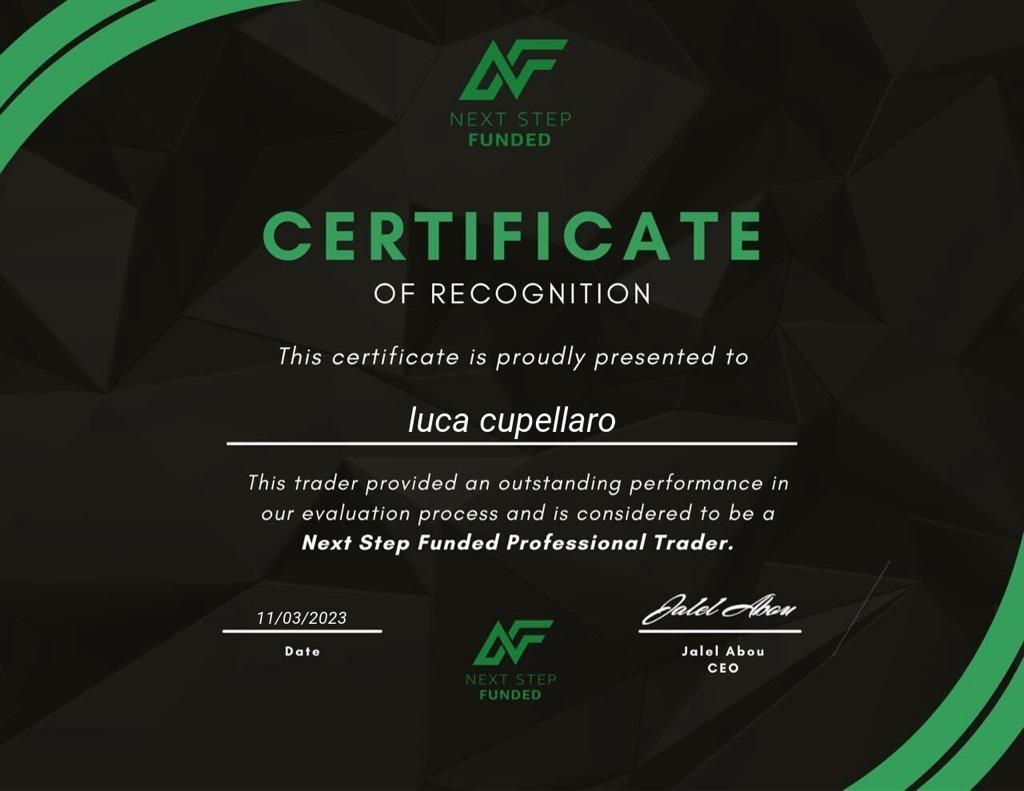 NEXT STEP
FUNDED
CERTIFICATE
OF RECOGNITION
This certificate is proudly presented to
luca cupellaro
This trader provided an outstanding performance in
our evaluation process and is considered to be a
Next Step Funded Professional Trader.
11/03/2023
Date
NEXT STEP
FUNDED
Jalel Abou
Jalel Abou
CEO